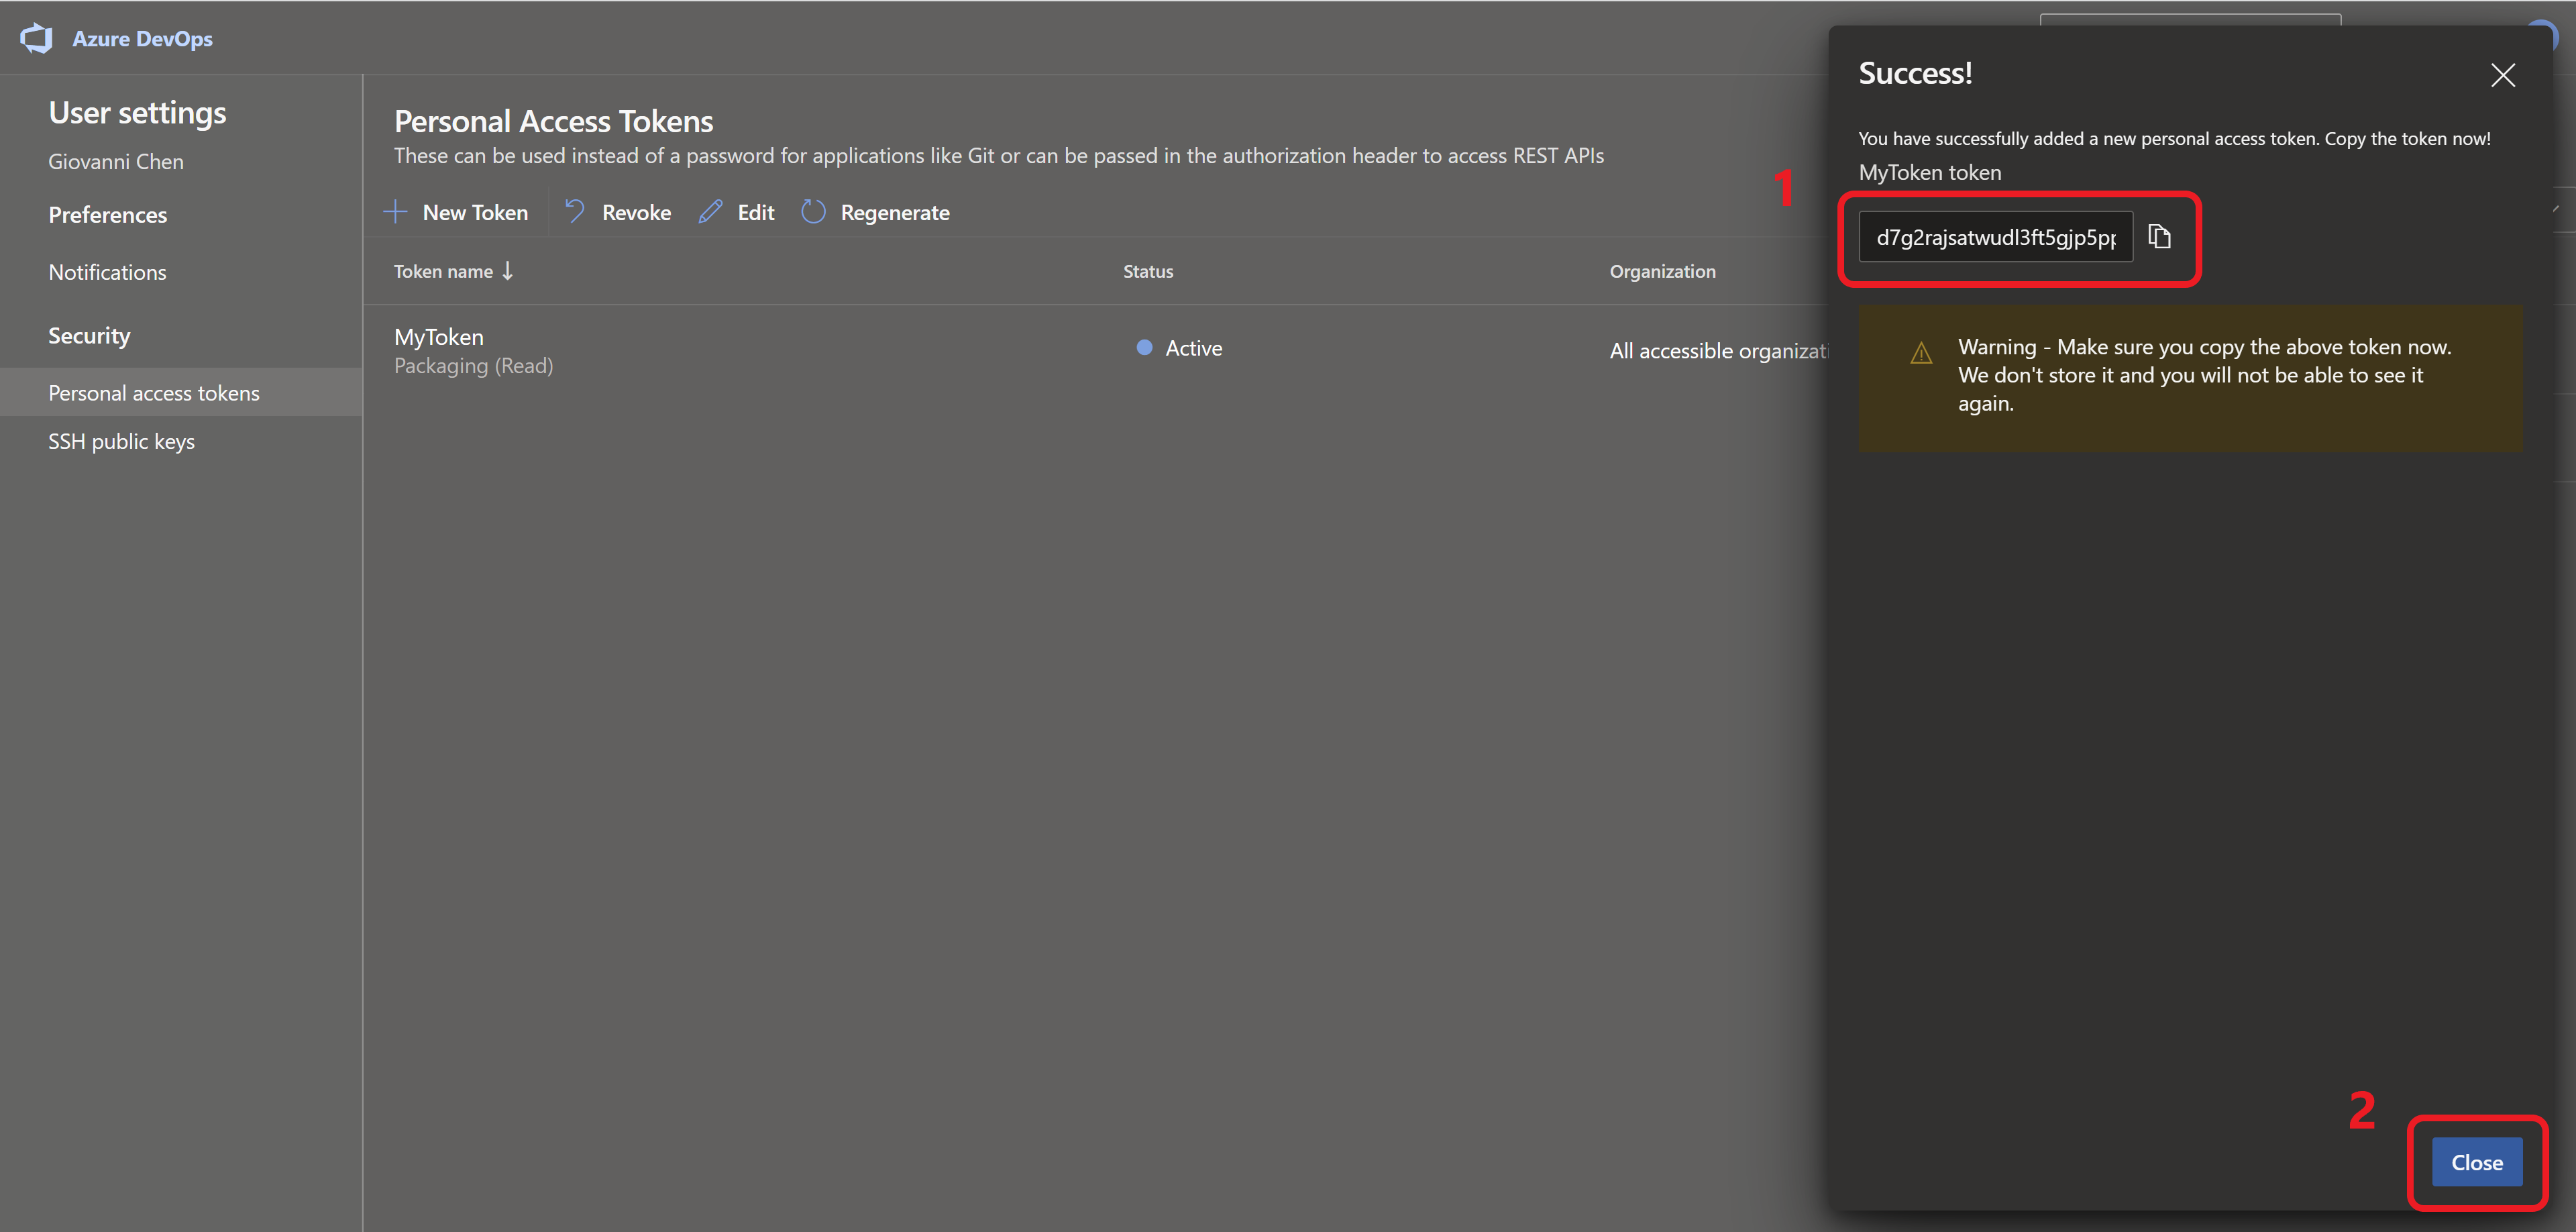 Azure DevOps
User settings
Giovanni Chen
Preferences
Notifications
Security
Personal access tokens
SSH public keys
Personal Access Tokens
These can be used instead of a password for applications like Git or can be passed in the authorization header to access REST APIs
New Token Revoke Edit Regenerate
Token name Status Organization
MyToken
Packaging (Read)
Active
All accessible organizati
Success!
You have successfully added a new personal access token. Copy the token now!
MyToken token
1
d7g2rajsatwudl3ft5gjp5pp
Warning - Make sure you copy the above token now.
We don't store it and you will not be able to see it
again.
2
Close